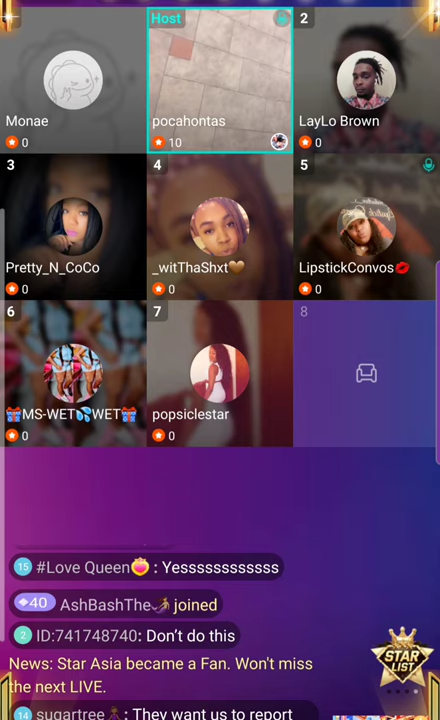 Host
2
Monae
0
pocahontas
10
LayLo Brown
0
3
4
5
Pretty_N_CoCo
0
_witThaShxt🤎
0
LipstickConvos💋
0
6
7
8
🎁MS-WET💦WET🎁
0
popsiclestar
0
15 #Love Queen : Yessssssssssss
40 AshBashThe joined
2 ID:741748740: Don't do this
News: Star Asia became a Fan. Won't miss
the next LIVE.
STAR
LIST
14 sugartree : They want us to report